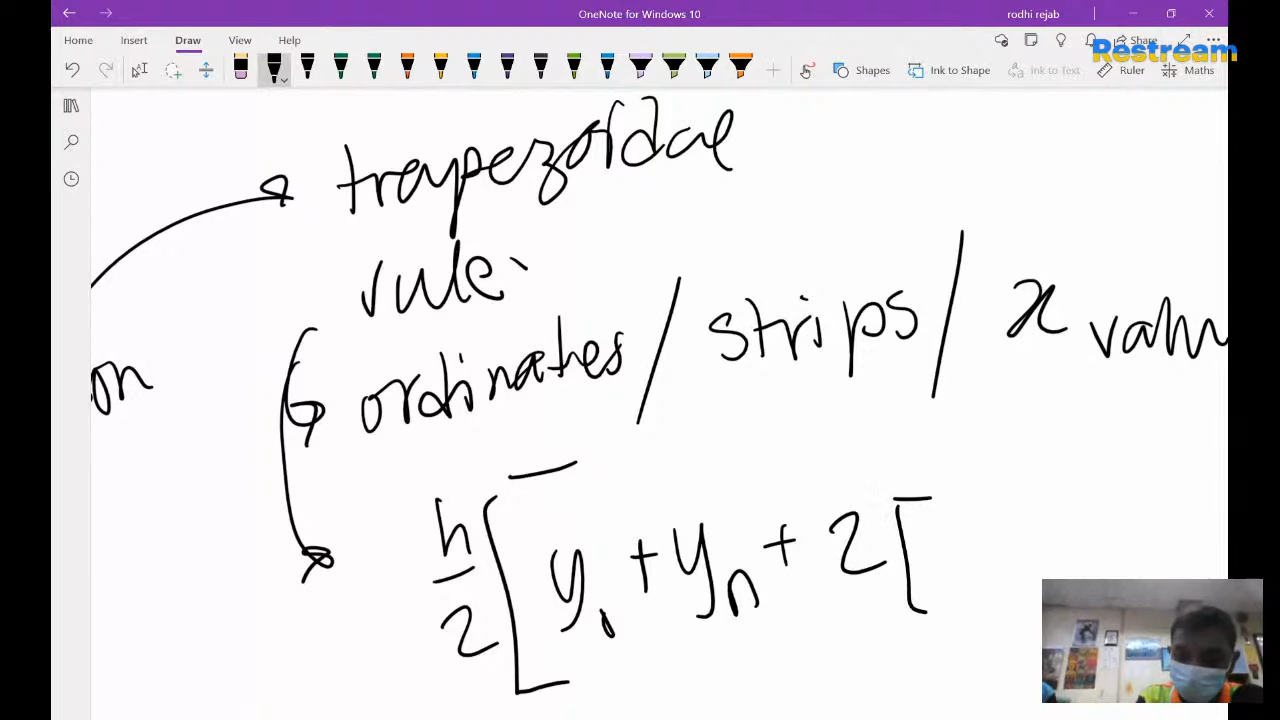 OneNote for Windows 10
rodhi rejab
Home Insert Draw View Help
Share
Restream
Shapes Ink to Shape Ink to Text Ruler Maths
trapezoidal
rule
on
ordinates / strips / x valu
h/2 [ y₁ + yn + 2 [